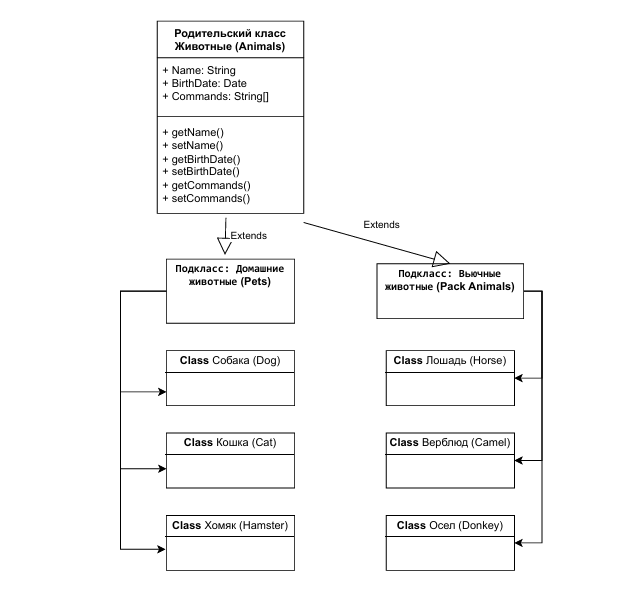 Родительский класс
Животные (Animals)
+ Name: String
+ BirthDate: Date
+ Commands: String[]
+ getName()
+ setName()
+ getBirthDate()
+ setBirthDate()
+ getCommands()
+ setCommands()
Extends
Extends
Подкласс: Домашние
животные (Pets)
Подкласс: Вьючные
животные (Pack Animals)
Class Собака (Dog)
Class Лошадь (Horse)
Class Кошка (Cat)
Class Верблюд (Camel)
Class Хомяк (Hamster)
Class Осел (Donkey)